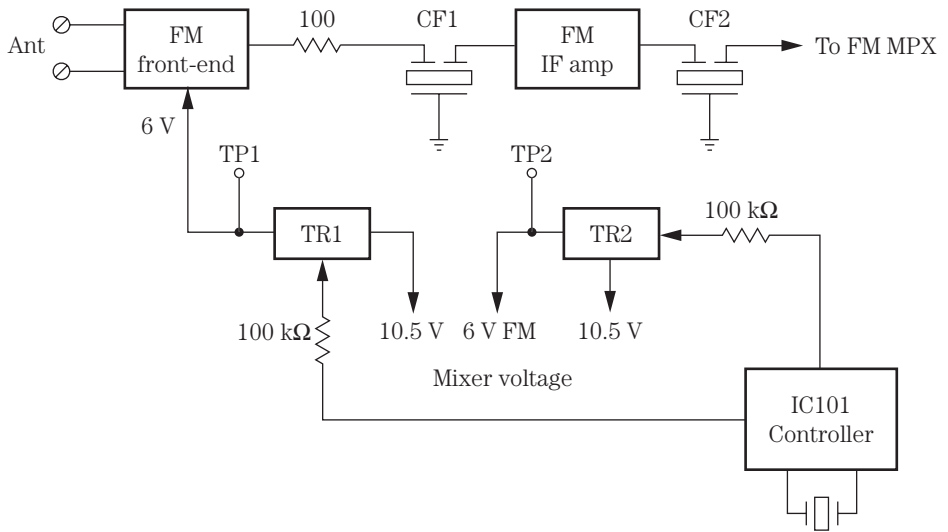 Ant
FM
front-end
100
CF1
FM
IF amp
CF2
To FM MPX
6 V
TP1
TP2
TR1
TR2
100 kΩ
100 kΩ
10.5 V
6 V FM
10.5 V
Mixer voltage
IC101
Controller